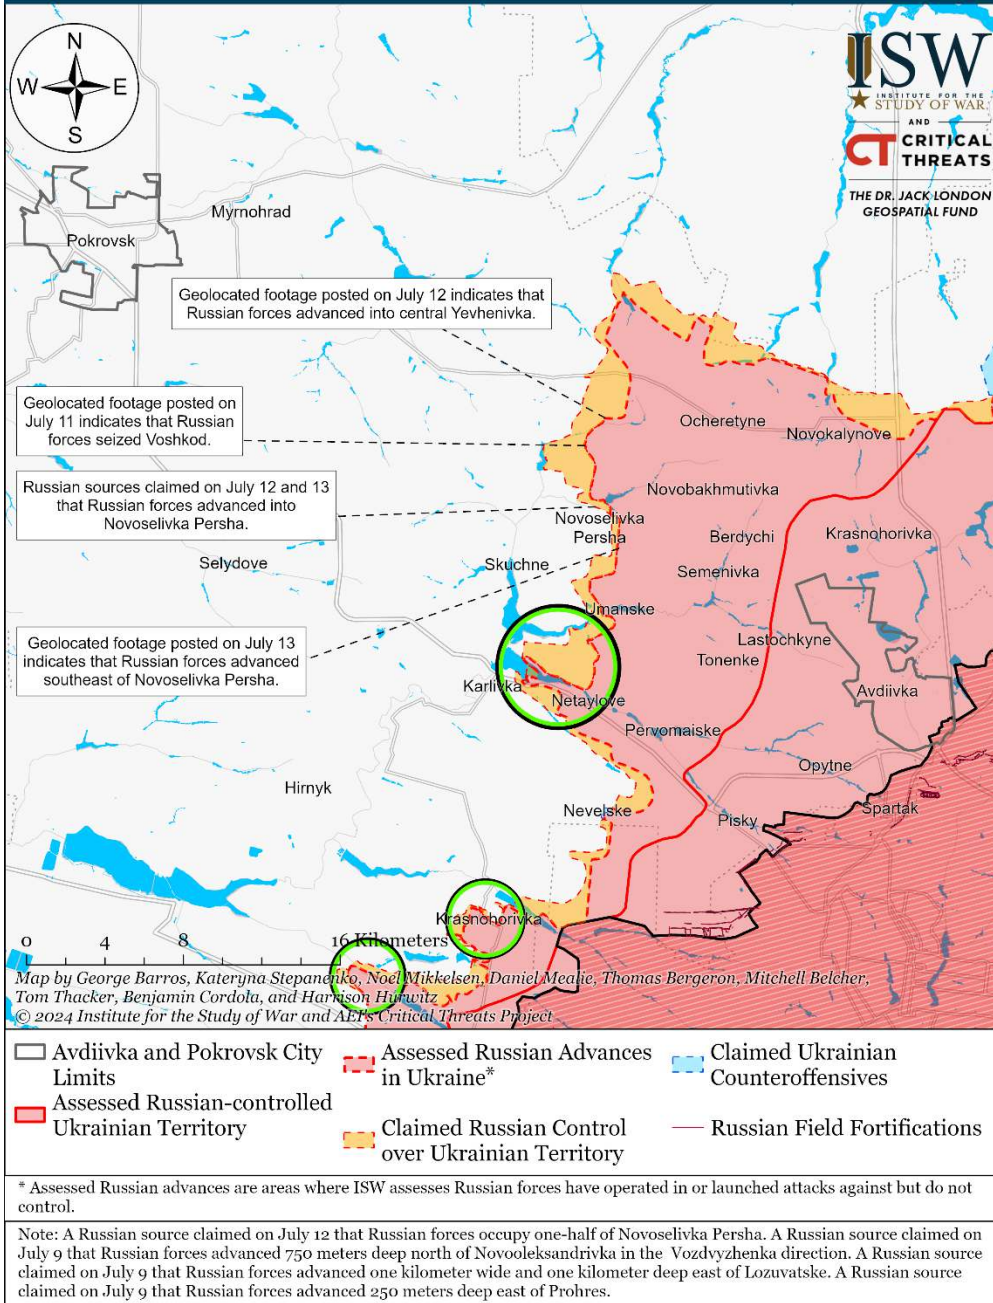 N
W E
S
ISW
INSTITUTE FOR THE
STUDY OF WAR
AND
CT CRITICAL
THREATS
THE DR. JACK LONDON
GEOSPATIAL FUND
Myrnohrad
Pokrovsk
Geolocated footage posted on July 12 indicates that
Russian forces advanced into central Yevhenivka.
Geolocated footage posted on
July 11 indicates that Russian
forces seized Voshkod.
Ocheretyne
Novokalynove
Russian sources claimed on July 12 and 13
that Russian forces advanced into
Novoselivka Persha.
Novobakhmutivka
Novoselivka
Persha
Berdychi
Krasnohorivka
Selydove
Skuchne
Semenivka
Umanske
Geolocated footage posted on July 13
indicates that Russian forces advanced
southeast of Novoselivka Persha.
Lastochkyne
Tonenke
Karlivka
Netaylove
Avdiivka
Pervomaiske
Opytne
Hirnyk
Nevelske
Spartak
Pisky
Krasnohorivka
0 4 8 16 Kilometers
Map by George Barros, Kateryna Stepanenko, Noel Mikkelsen, Daniel Mealie, Thomas Bergeron, Mitchell Belcher,
Tom Thacker, Benjamin Cordola, and Harrison Hurwitz
© 2024 Institute for the Study of War and AEI's Critical Threats Project
Avdiivka and Pokrovsk City
Limits
Assessed Russian-controlled
Ukrainian Territory
Assessed Russian Advances
in Ukraine*
Claimed Russian Control
over Ukrainian Territory
Claimed Ukrainian
Counteroffensives
Russian Field Fortifications
* Assessed Russian advances are areas where ISW assesses Russian forces have operated in or launched attacks against but do not
control.
Note: A Russian source claimed on July 12 that Russian forces occupy one-half of Novoselivka Persha. A Russian source claimed on
July 9 that Russian forces advanced 750 meters deep north of Novooleksandrivka in the Vozdvyzhenka direction. A Russian source
claimed on July 9 that Russian forces advanced one kilometer wide and one kilometer deep east of Lozuvatske. A Russian source
claimed on July 9 that Russian forces advanced 250 meters deep east of Prohres.